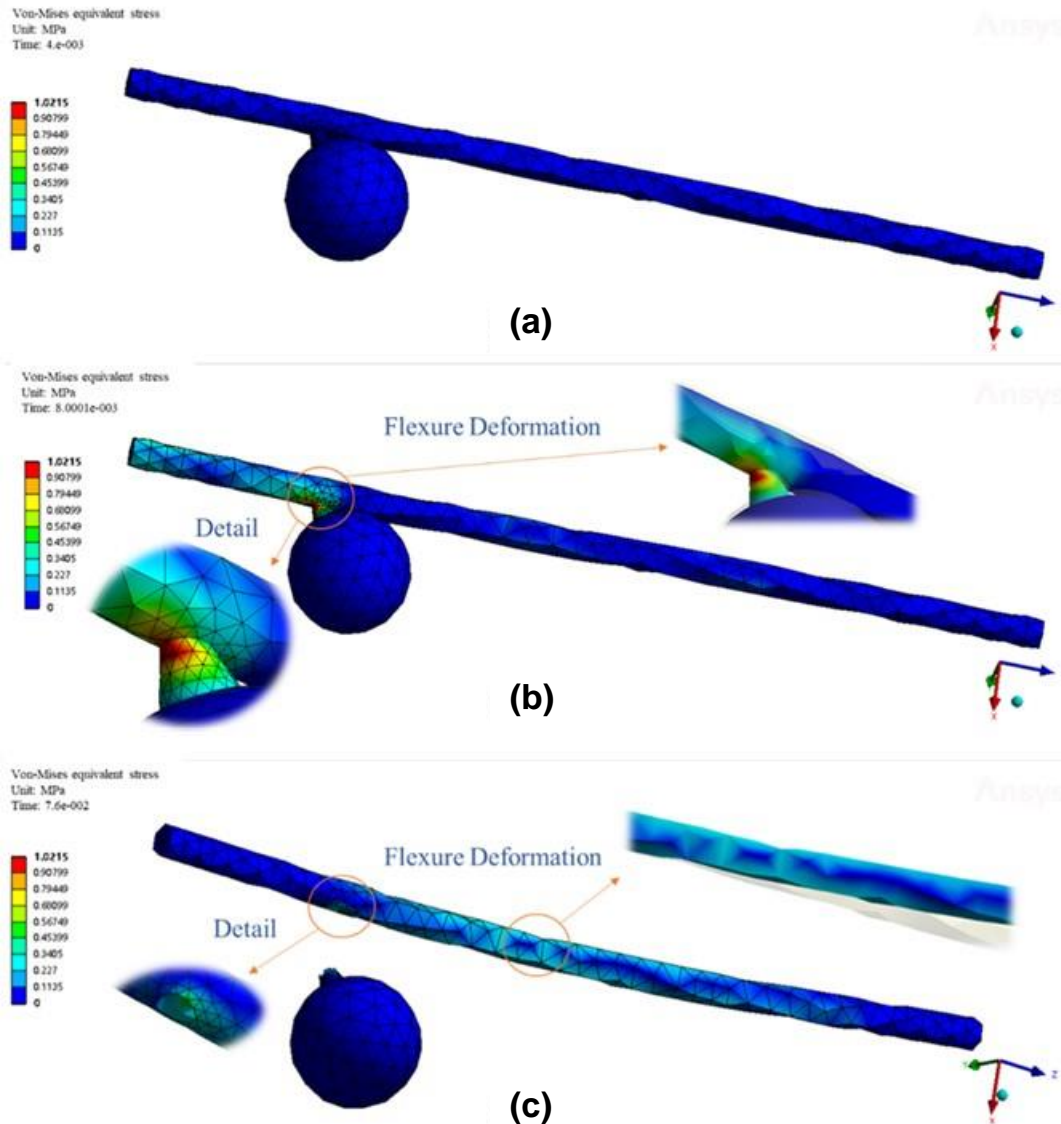 Von-Mises equivalent stress
Unit: MPa
Time: 4.e-003
Ansys
1.0215
0.90799
0.79449
0.68099
0.56749
0.45399
0.3405
0.227
0.1135
0
X
(a)
Von-Mises equivalent stress
Unit: MPa
Time: 8.0001e-003
Ansys
Flexure Deformation
1.0215
0.90799
0.79449
0.68099
0.56749
0.45399
0.3405
0.227
0.1135
0
Detail
X
(b)
Von-Mises equivalent stress
Unit: MPa
Time: 7.6e-002
Ansys
Flexure Deformation
1.0215
0.90799
0.79449
0.68099
0.56749
0.45399
0.3405
0.227
0.1135
0
Detail
Y
Z
X
(c)